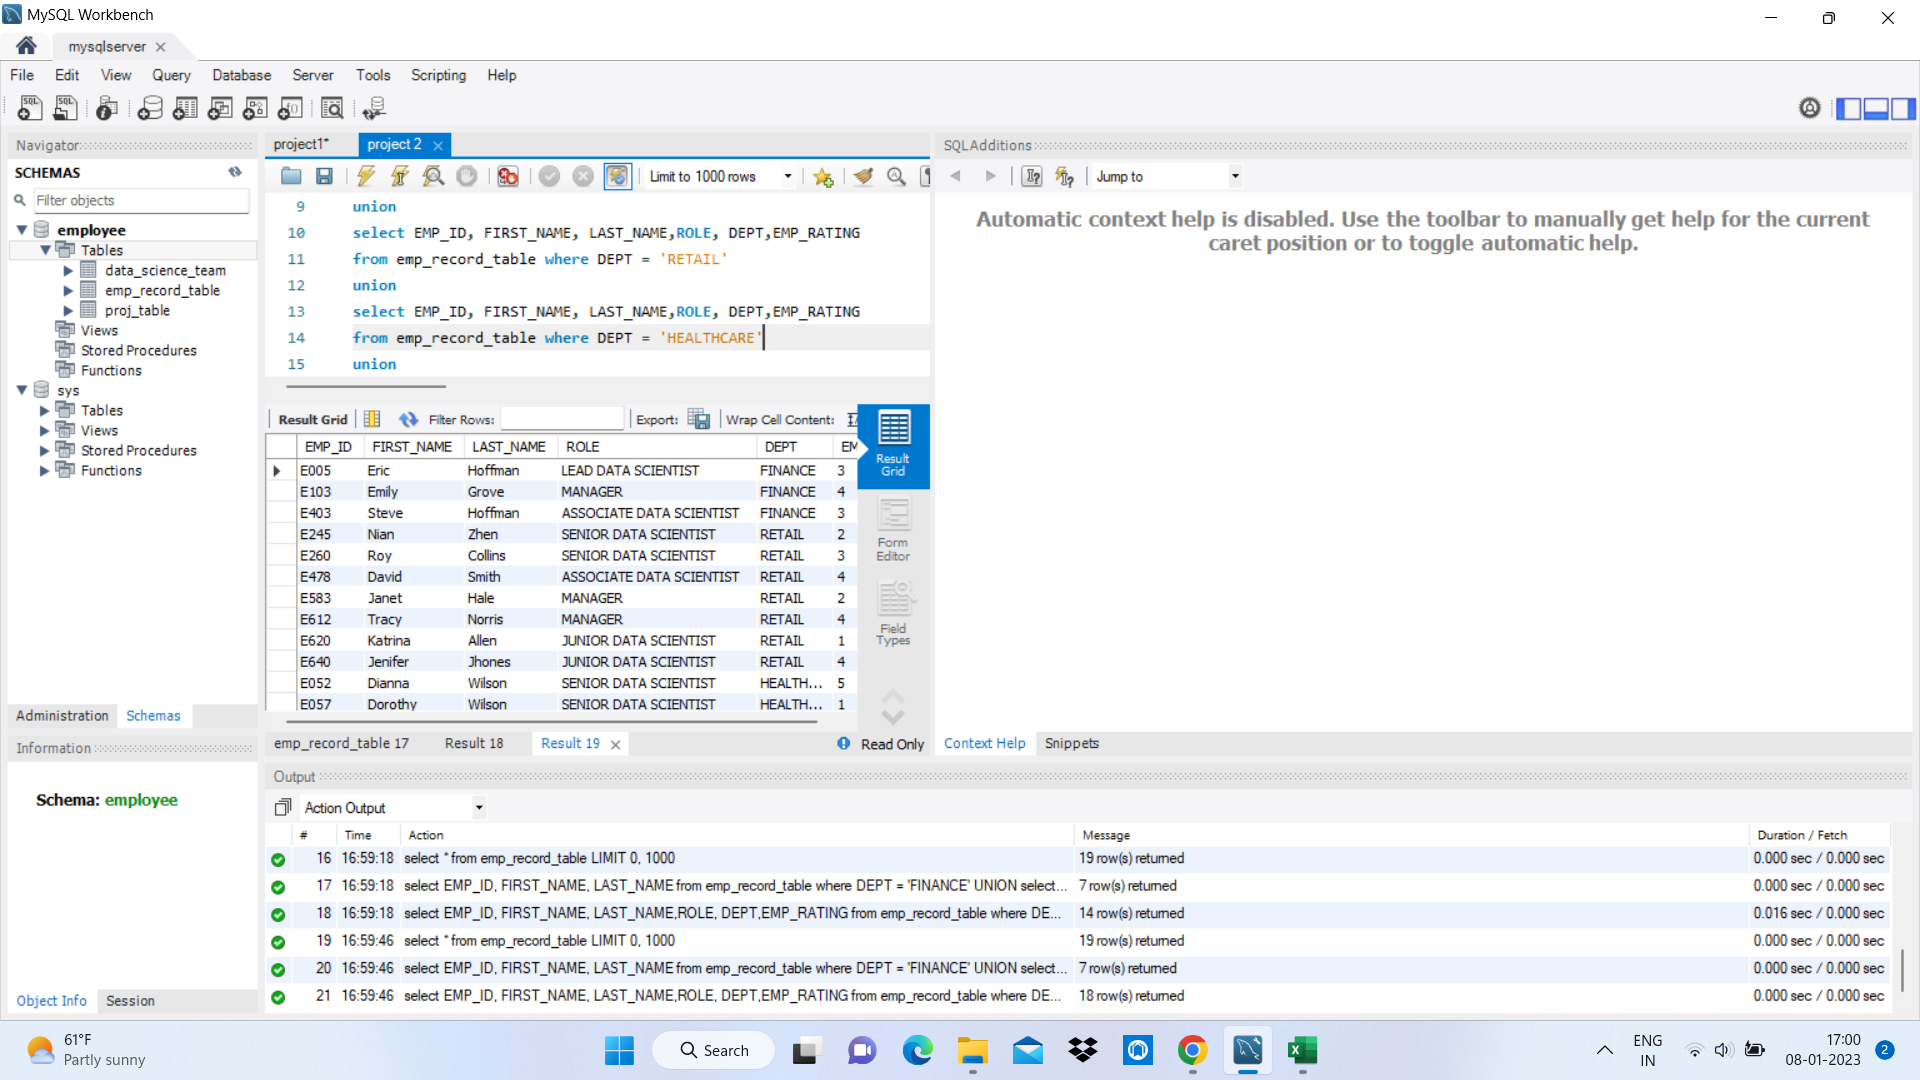 MySQL Workbench
mysqlserver
File Edit View Query Database Server Tools Scripting Help
Navigator
SCHEMAS
Filter objects
employee
Tables
data_science_team
emp_record_table
proj_table
Views
Stored Procedures
Functions
sys
Tables
Views
Stored Procedures
Functions
Administration Schemas
Information
Schema: employee
Object Info Session
project1* project 2
Limit to 1000 rows
9 union
10 select EMP_ID, FIRST_NAME, LAST_NAME,ROLE, DEPT,EMP_RATING
11 from emp_record_table where DEPT = 'RETAIL'
12 union
13 select EMP_ID, FIRST_NAME, LAST_NAME,ROLE, DEPT,EMP_RATING
14 from emp_record_table where DEPT = 'HEALTHCARE'
15 union
Result Grid Filter Rows: Export: Wrap Cell Content:
EMP_ID FIRST_NAME LAST_NAME ROLE DEPT EM
E005 Eric Hoffman LEAD DATA SCIENTIST FINANCE 3
E103 Emily Grove MANAGER FINANCE 4
E403 Steve Hoffman ASSOCIATE DATA SCIENTIST FINANCE 3
E245 Nian Zhen SENIOR DATA SCIENTIST RETAIL 2
E260 Roy Collins SENIOR DATA SCIENTIST RETAIL 3
E478 David Smith ASSOCIATE DATA SCIENTIST RETAIL 4
E583 Janet Hale MANAGER RETAIL 2
E612 Tracy Norris MANAGER RETAIL 4
E620 Katrina Allen JUNIOR DATA SCIENTIST RETAIL 1
E640 Jenifer Jhones JUNIOR DATA SCIENTIST RETAIL 4
E052 Dianna Wilson SENIOR DATA SCIENTIST HEALTH... 5
E057 Dorothy Wilson SENIOR DATA SCIENTIST HEALTH... 1
Result
Grid
Form
Editor
Field
Types
emp_record_table 17 Result 18 Result 19 Read Only
SQLAdditions
Jump to
Automatic context help is disabled. Use the toolbar to manually get help for the current
caret position or to toggle automatic help.
Context Help Snippets
Output
Action Output
# Time Action Message Duration / Fetch
16 16:59:18 select * from emp_record_table LIMIT 0, 1000 19 row(s) returned 0.000 sec / 0.000 sec
17 16:59:18 select EMP_ID, FIRST_NAME, LAST_NAME from emp_record_table where DEPT = 'FINANCE' UNION select... 7 row(s) returned 0.000 sec / 0.000 sec
18 16:59:18 select EMP_ID, FIRST_NAME, LAST_NAME,ROLE, DEPT,EMP_RATING from emp_record_table where DE... 14 row(s) returned 0.016 sec / 0.000 sec
19 16:59:46 select * from emp_record_table LIMIT 0, 1000 19 row(s) returned 0.000 sec / 0.000 sec
20 16:59:46 select EMP_ID, FIRST_NAME, LAST_NAME from emp_record_table where DEPT = 'FINANCE' UNION select... 7 row(s) returned 0.000 sec / 0.000 sec
21 16:59:46 select EMP_ID, FIRST_NAME, LAST_NAME,ROLE, DEPT,EMP_RATING from emp_record_table where DE... 18 row(s) returned 0.000 sec / 0.000 sec
61°F
Partly sunny
Search
ENG
IN
17:00
08-01-2023
2